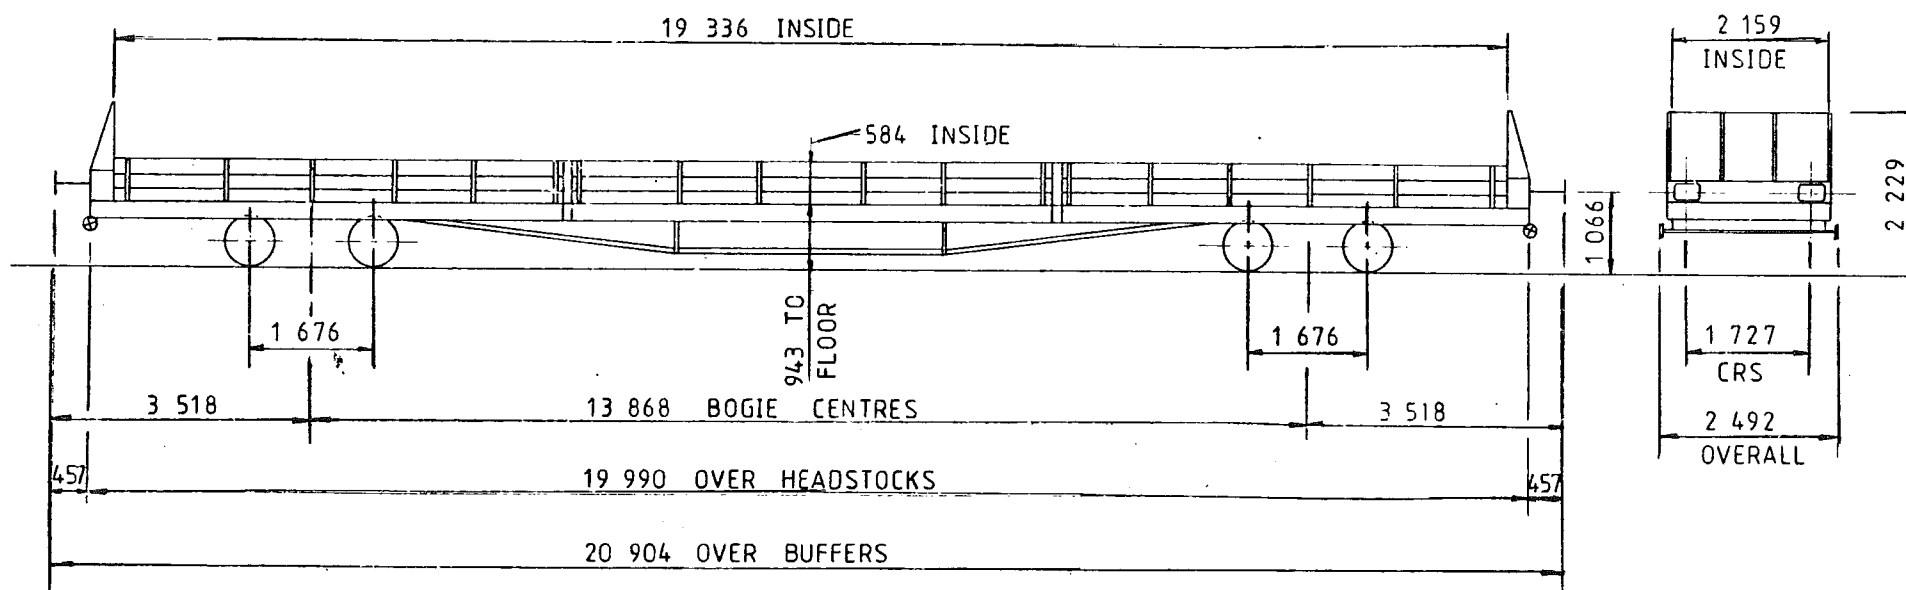 19 336 INSIDE
2 159
INSIDE
584 INSIDE
2 229
1 066
943 TO
FLOOR
1 676
1 676
1 727
CRS
3 518
13 868 BOGIE CENTRES
3 518
2 492
OVERALL
457
19 990 OVER HEADSTOCKS
457
20 904 OVER BUFFERS